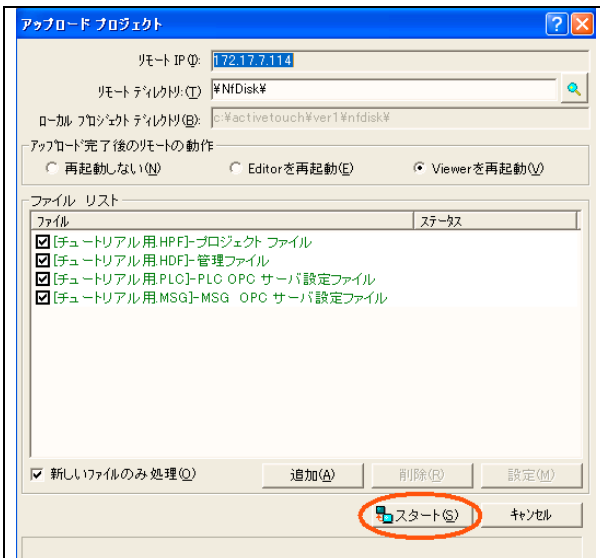 アップロード プロジェクト
リモート IP(I): 172.17.7.114
リモート ディレクトリ:(T) ¥NfDisk¥
ローカル プロジェクト ディレクトリ(B): c:¥activetouch¥ver1¥nfdisk¥
アップロード完了後のリモートの動作
再起動しない(N) Editorを再起動(E) Viewerを再起動(V)
ファイル リスト
ファイル ステータス
[チュートリアル用.HPF]-プロジェクト ファイル
[チュートリアル用.HDF]-管理ファイル
[チュートリアル用.PLC]-PLC OPC サーバ設定ファイル
[チュートリアル用.MSG]-MSG OPC サーバ設定ファイル
新しいファイルのみ処理(O) 追加(A) 削除(R) 設定(M)
スタート(S) キャンセル